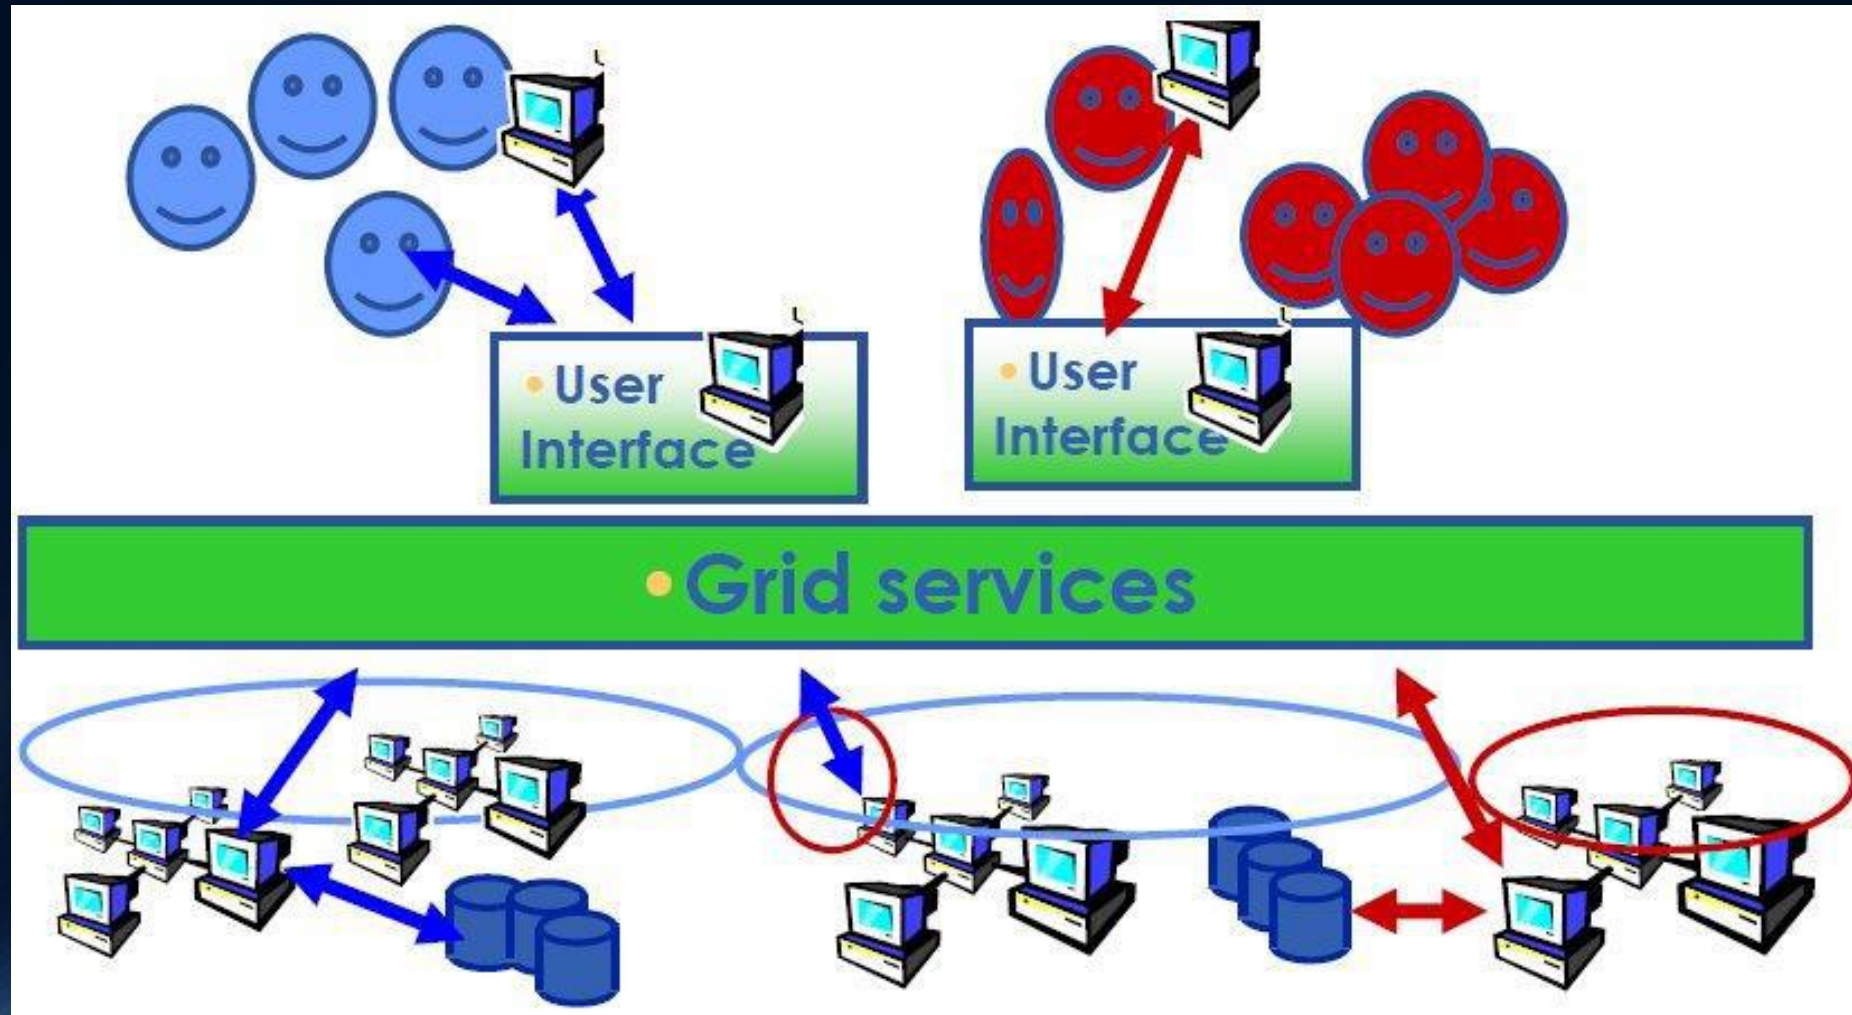 • User
Interface
• User
Interface
• Grid services